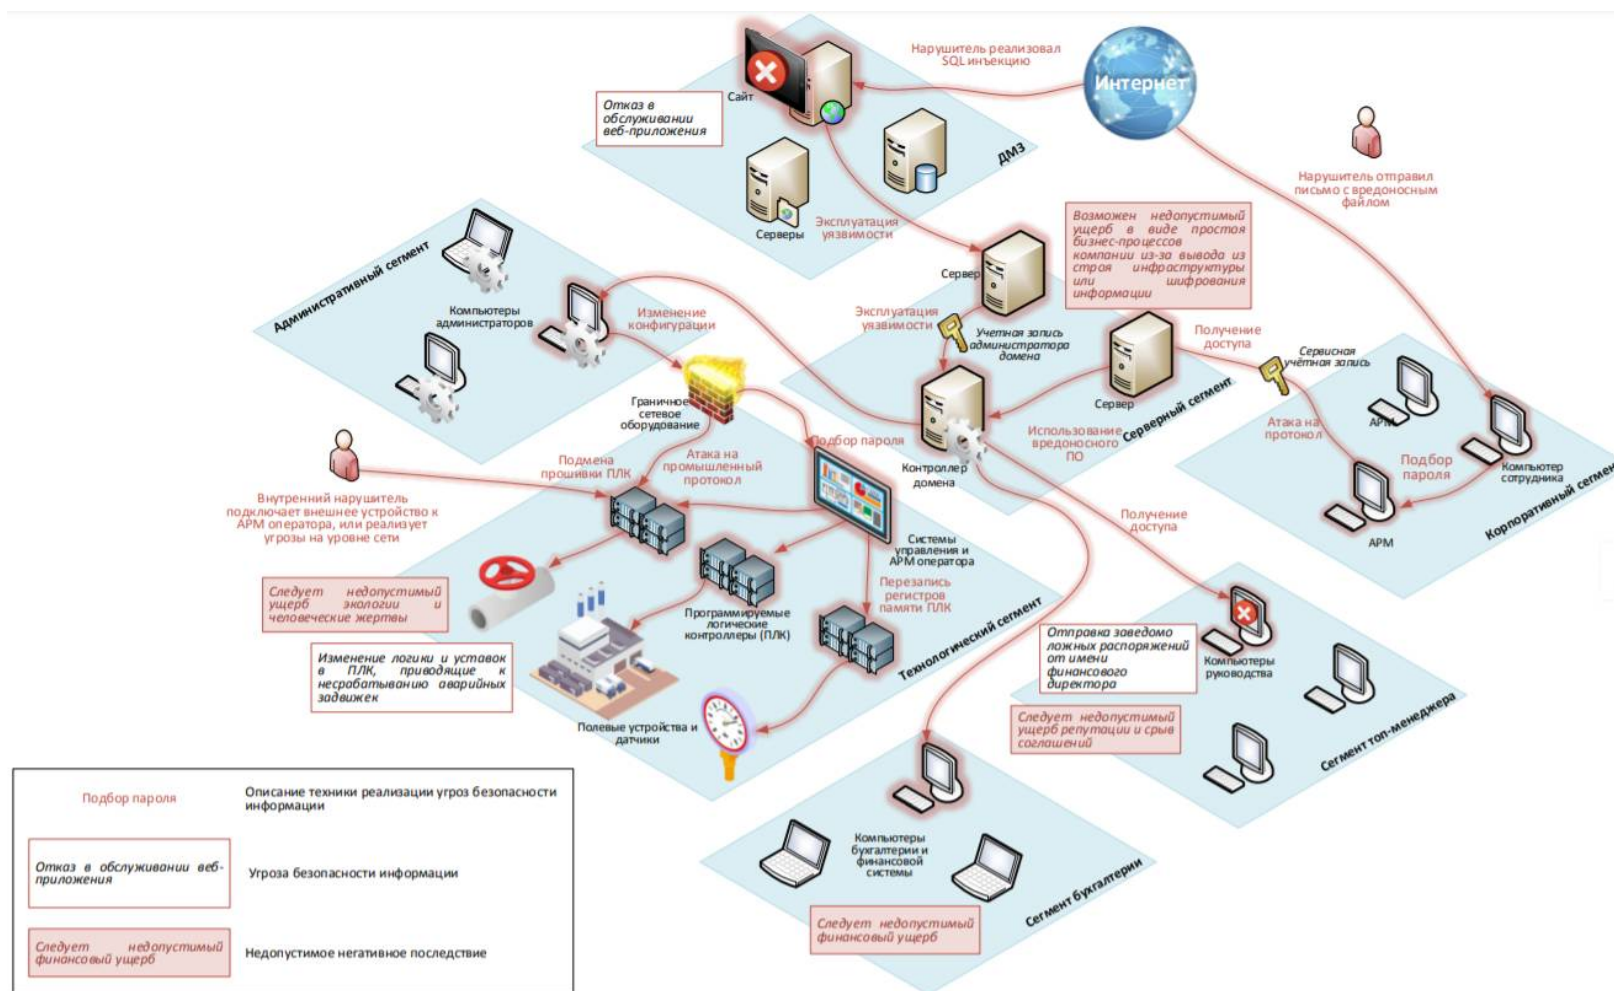 Нарушитель реализовал
SQL инъекцию
Интернет
Сайт
Отказ в
обслуживании
веб-приложения
ДМЗ
Серверы
Нарушитель отправил
письмо с вредоносным
файлом
Эксплуатация
уязвимости
Возможен недопустимый
ущерб в виде простоя
бизнес-процессов
компании из-за вывода из
строя инфраструктуры
или шифрования
информации
Сервер
Административный сегмент
Компьютеры
администраторов
Изменение
конфигурации
Эксплуатация
уязвимости
Учетная запись
администратора
домена
Получение
доступа
Сервисная
учётная запись
Сервер
Серверный сегмент
Граничное
сетевое
оборудование
Подбор пароля
Использование
вредоносного
ПО
Контроллер
домена
АРМ
Атака на
протокол
Подбор
пароля
Компьютер
сотрудника
АРМ
Корпоративный сегмент
Подмена
прошивки ПЛК
Атака на
промышленный
протокол
Внутренний нарушитель
подключает внешнее устройство к
АРМ оператора, или реализует
угрозы на уровне сети
Системы
управления и
АРМ оператора
Получение
доступа
Следует недопустимый
ущерб экологии и
человеческие жертвы
Перезапись
регистров
памяти ПЛК
Программируемые
логические
контроллеры (ПЛК)
Технологический сегмент
Изменение логики и уставок
в ПЛК, приводящие к
несрабатыванию аварийных
задвижек
Полевые устройства и
датчики
Отправка заведомо
ложных распоряжений
от имени
финансового
директора
Компьютеры
руководства
Следует недопустимый
ущерб репутации и срыв
соглашений
Сегмент топ-менеджера
Компьютеры
бухгалтерии и
финансовой
системы
Следует недопустимый
финансовый ущерб
Сегмент бухгалтерии
Подбор пароля
Описание техники реализации угроз безопасности
информации
Отказ в обслуживании веб-
приложения
Угроза безопасности информации
Следует недопустимый
финансовый ущерб
Недопустимое негативное последствие